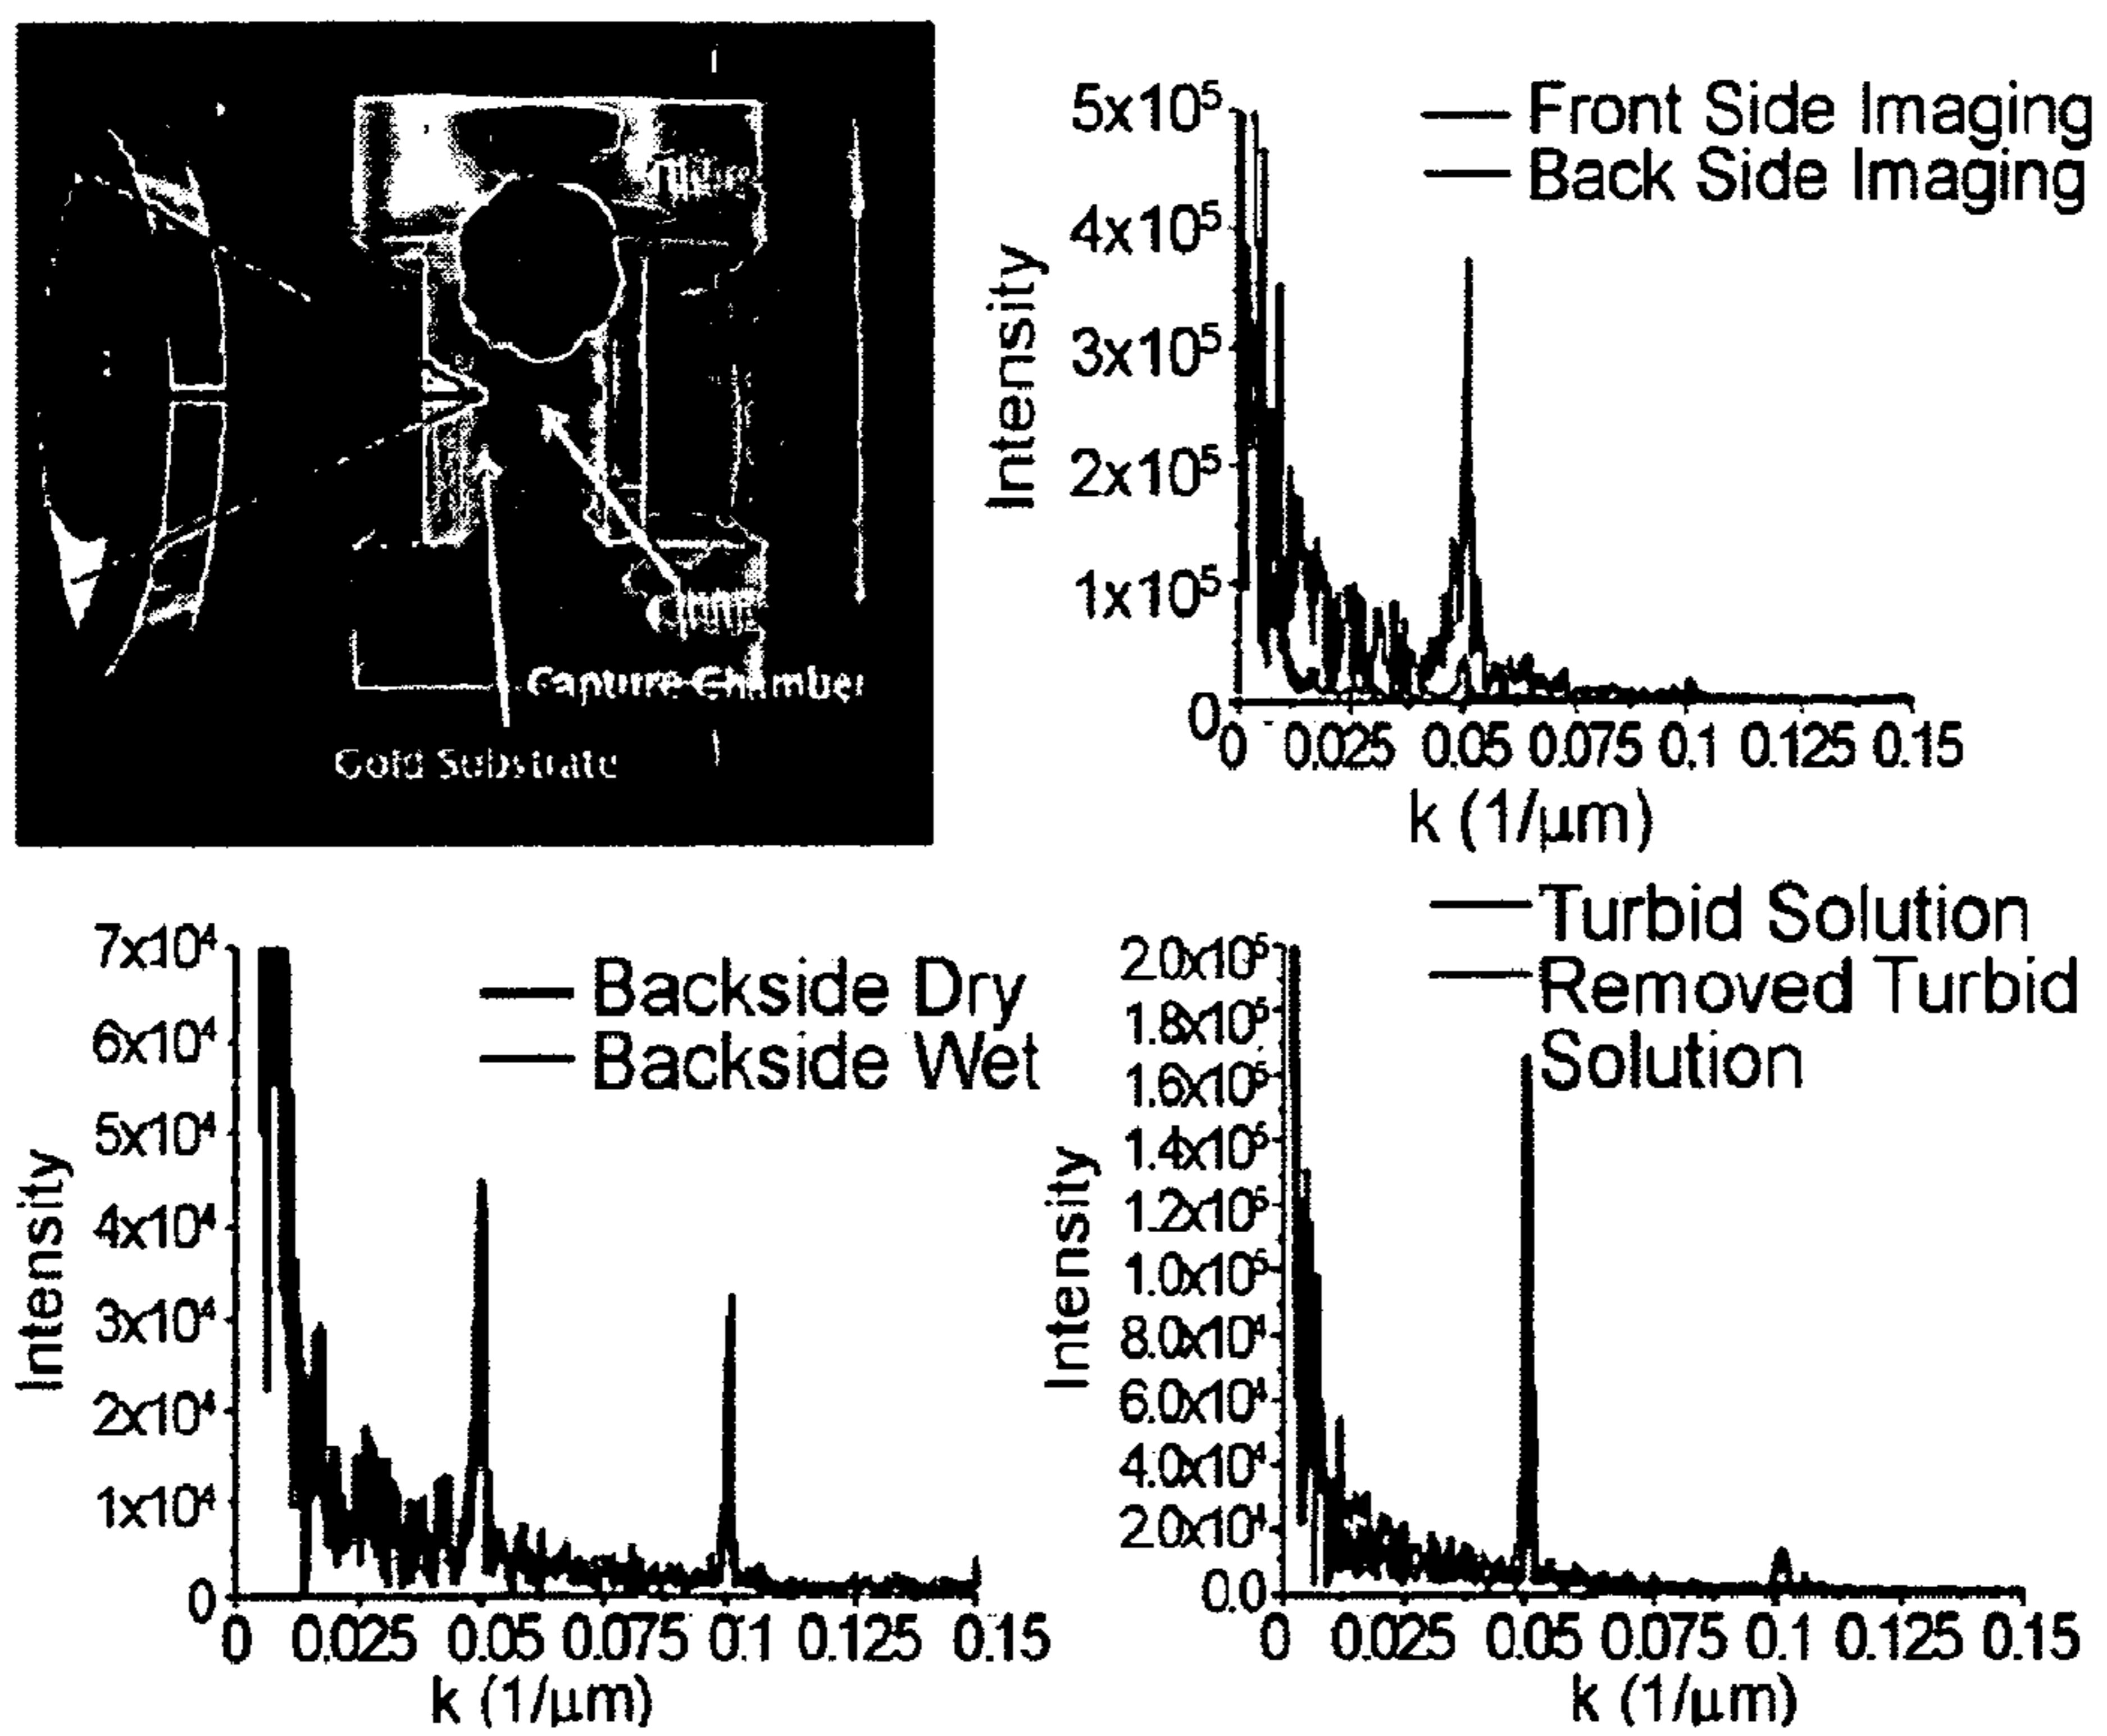 Capture Chamber
Gold Substrate
Front Side Imaging
Back Side Imaging
5x10⁵
4x10⁵
3x10⁵
2x10⁵
1x10⁵
0
Intensity
0 0.025 0.05 0.075 0.1 0.125 0.15
k (1/μm)
Backside Dry
Backside Wet
7x10⁴
6x10⁴
5x10⁴
4x10⁴
3x10⁴
2x10⁴
1x10⁴
0
Intensity
0 0.025 0.05 0.075 0.1 0.125 0.15
k (1/μm)
Turbid Solution
Removed Turbid
Solution
2.0x10⁵
1.8x10⁵
1.6x10⁵
1.4x10⁵
1.2x10⁵
1.0x10⁵
8.0x10⁴
6.0x10⁴
4.0x10⁴
2.0x10⁴
0.0
Intensity
0 0.025 0.05 0.075 0.1 0.125 0.15
k (1/μm)